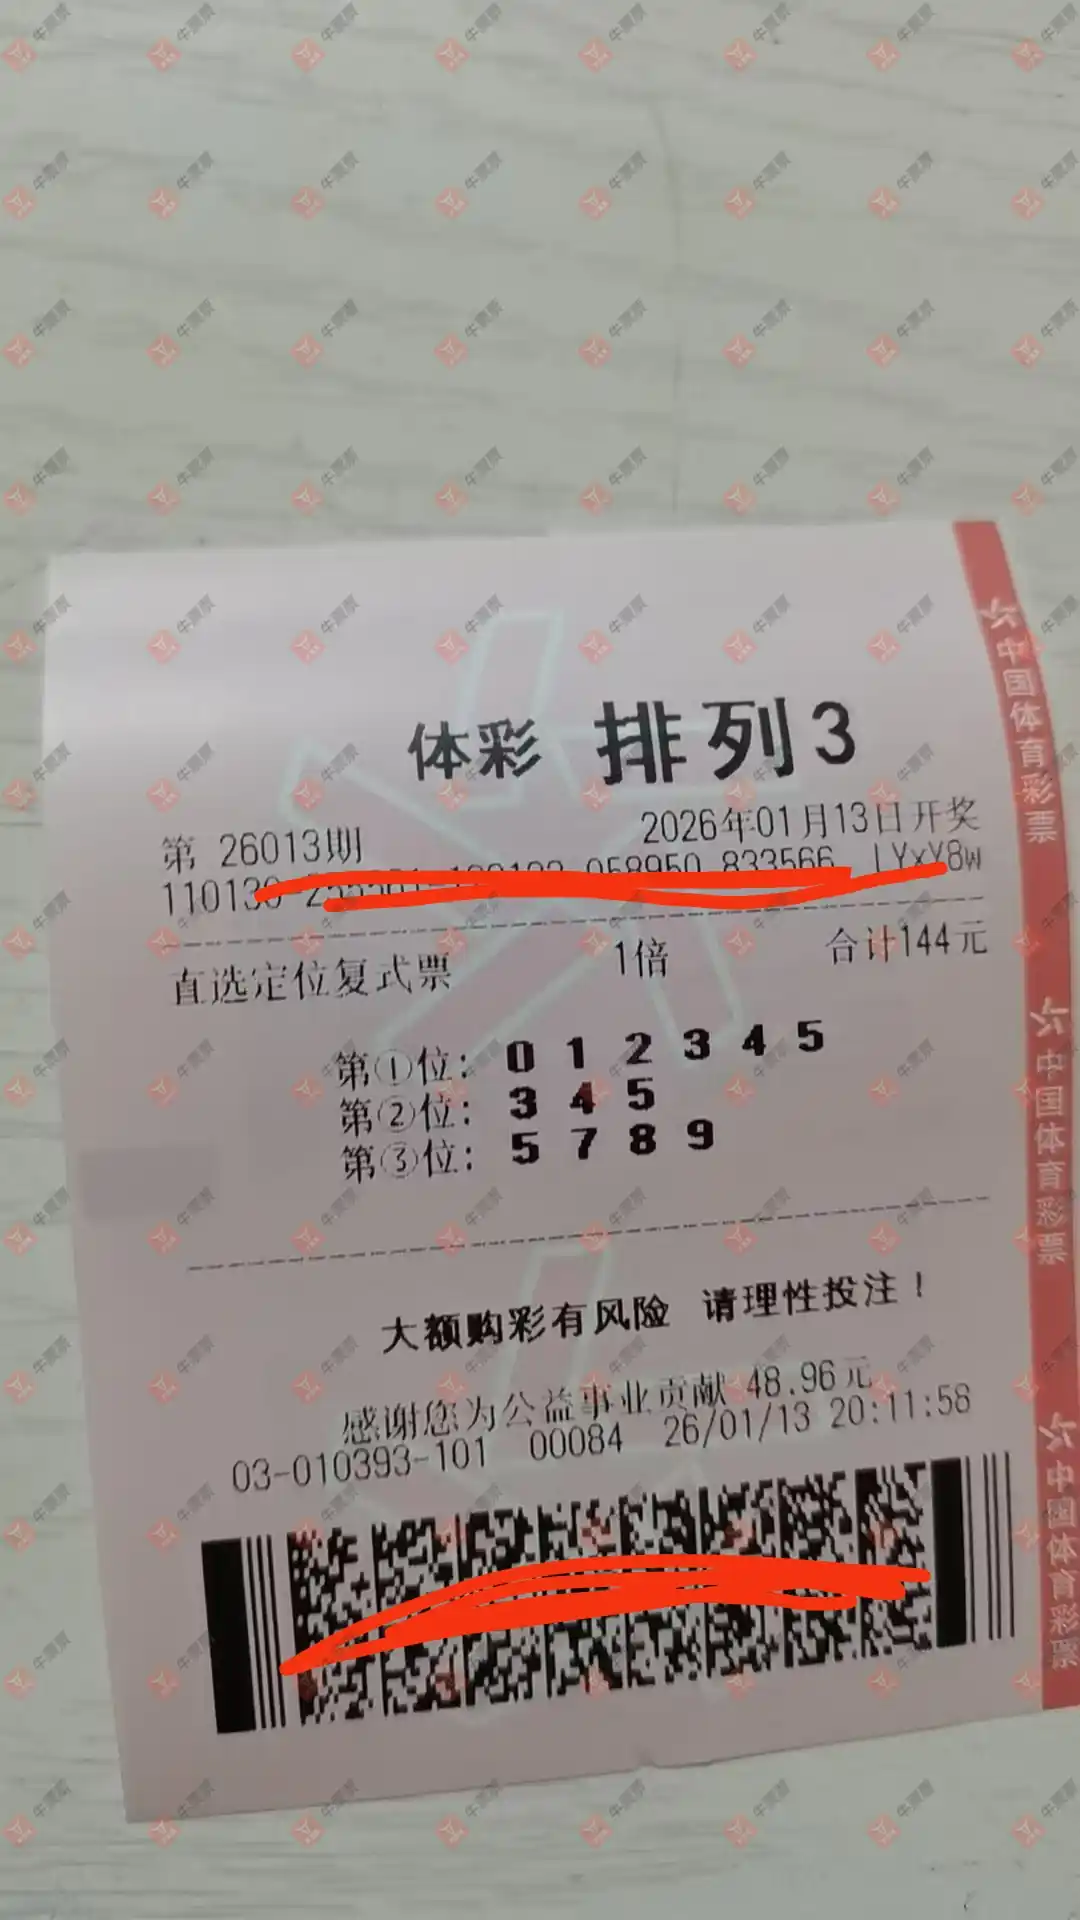 体彩 排列3
第 26013期 2026年01月13日开奖
058950 833566 LYxY8w
直选定位复式票 1倍 合计144元
第①位: 0 1 2 3 4 5
第②位: 3 4 5
第③位: 5 7 8 9
大额购彩有风险 请理性投注!
感谢您为公益事业贡献 48.96元
03-010393-101 00084 26/01/13 20:11:58
中国体育彩票
中国体育彩票
中国体育彩票
牛票票